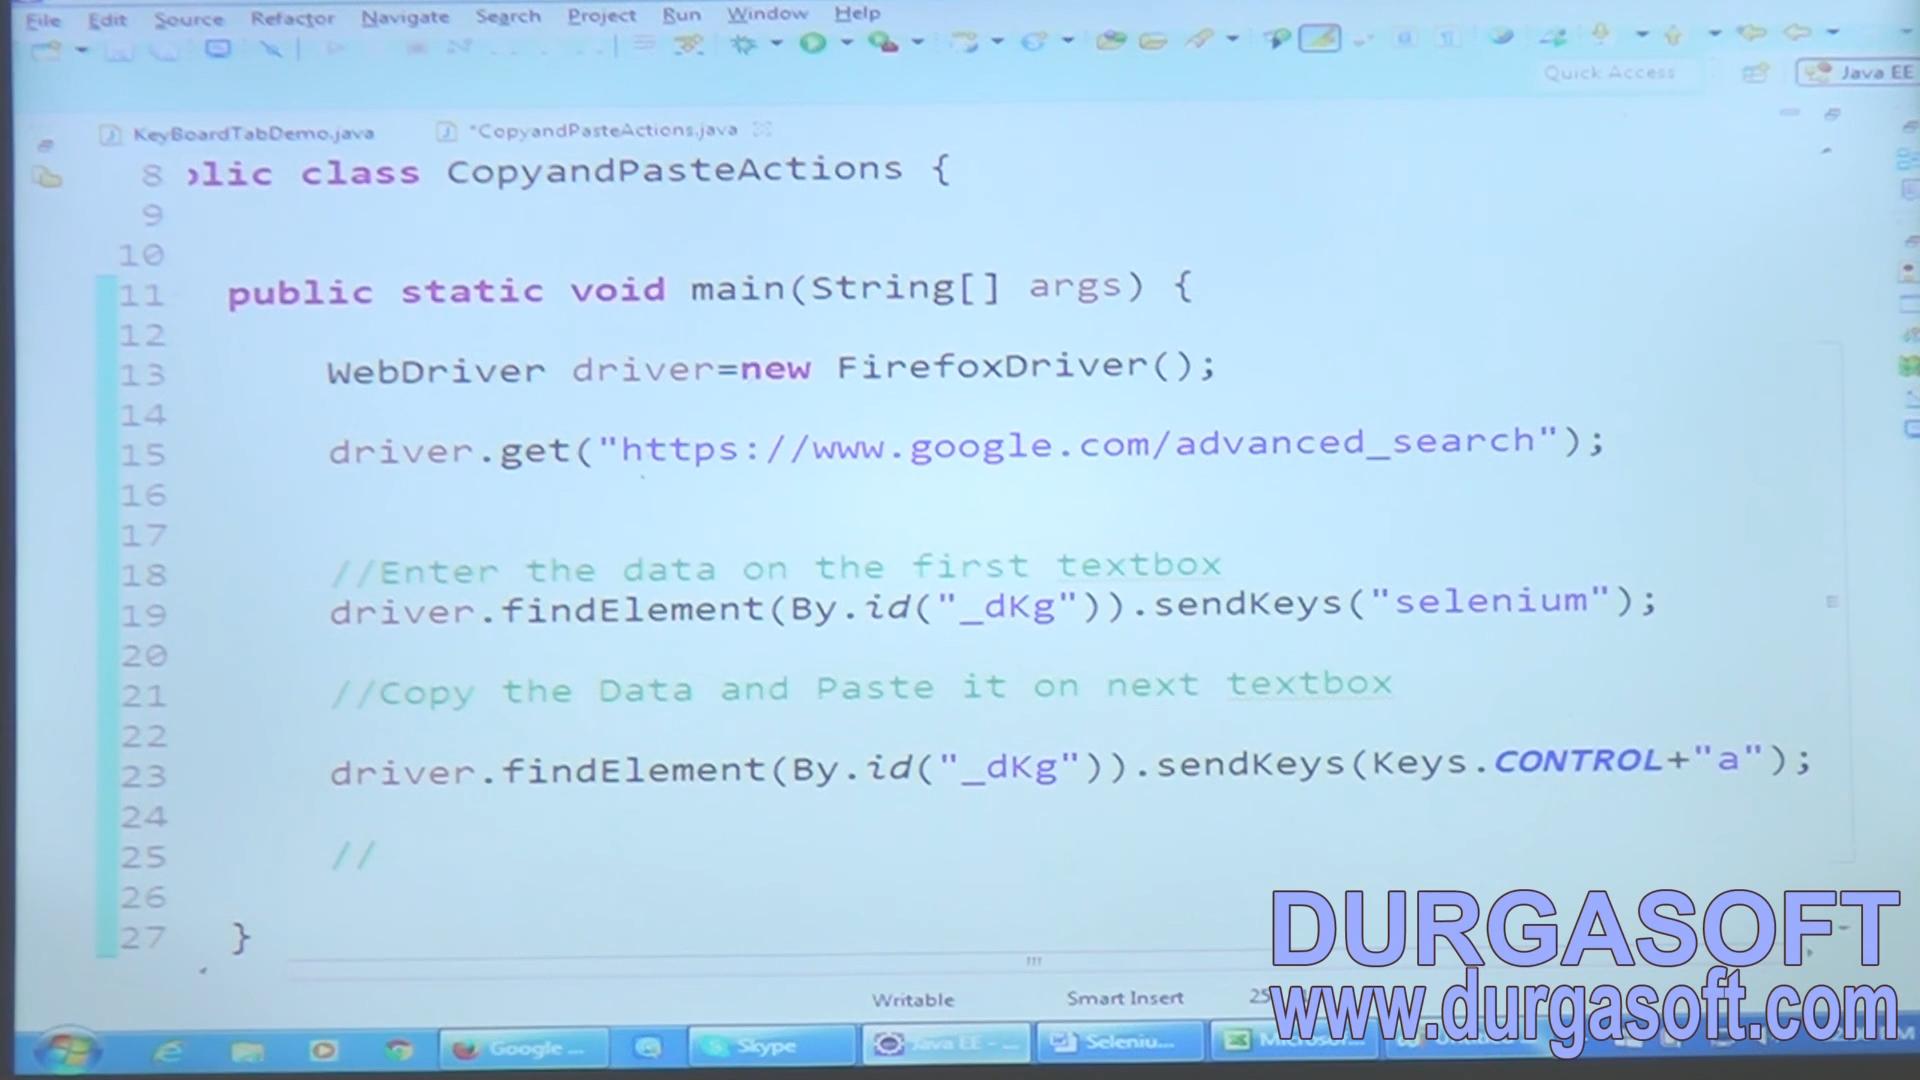 File Edit Source Refactor Navigate Search Project Run Window Help
Quick Access
Java EE
KeyBoardTabDemo.java
*CopyandPasteActions.java
8 lic class CopyandPasteActions {
9
10
11 public static void main(String[] args) {
12
13 WebDriver driver=new FirefoxDriver();
14
15 driver.get("https://www.google.com/advanced_search");
16
17
18 //Enter the data on the first textbox
19 driver.findElement(By.id("_dKg")).sendKeys("selenium");
20
21 //Copy the Data and Paste it on next textbox
22
23 driver.findElement(By.id("_dKg")).sendKeys(Keys.CONTROL+"a");
24
25 //
26
27 }
Writable
Smart Insert
25
DURGASOFT
www.durgasoft.com
Google ...
Skype
Java EE - ...
Seleniu...